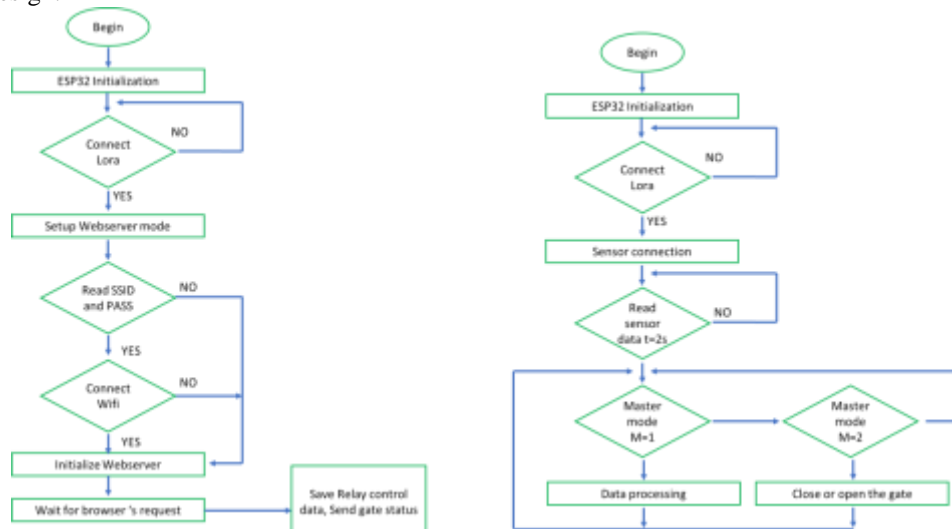 Begin
ESP32 Initialization
NO
Connect
Lora
YES
Setup Webserver mode
Read SSID
and PASS
NO
YES
Connect
Wifi
NO
YES
Initialize Webserver
Wait for browser 's request
Save Relay control
data, Send gate status
Begin
ESP32 Initialization
NO
Connect
Lora
YES
Sensor connection
Read
sensor
data t=2s
NO
Master
mode
M=1
Master
mode
M=2
Data processing
Close or open the gate